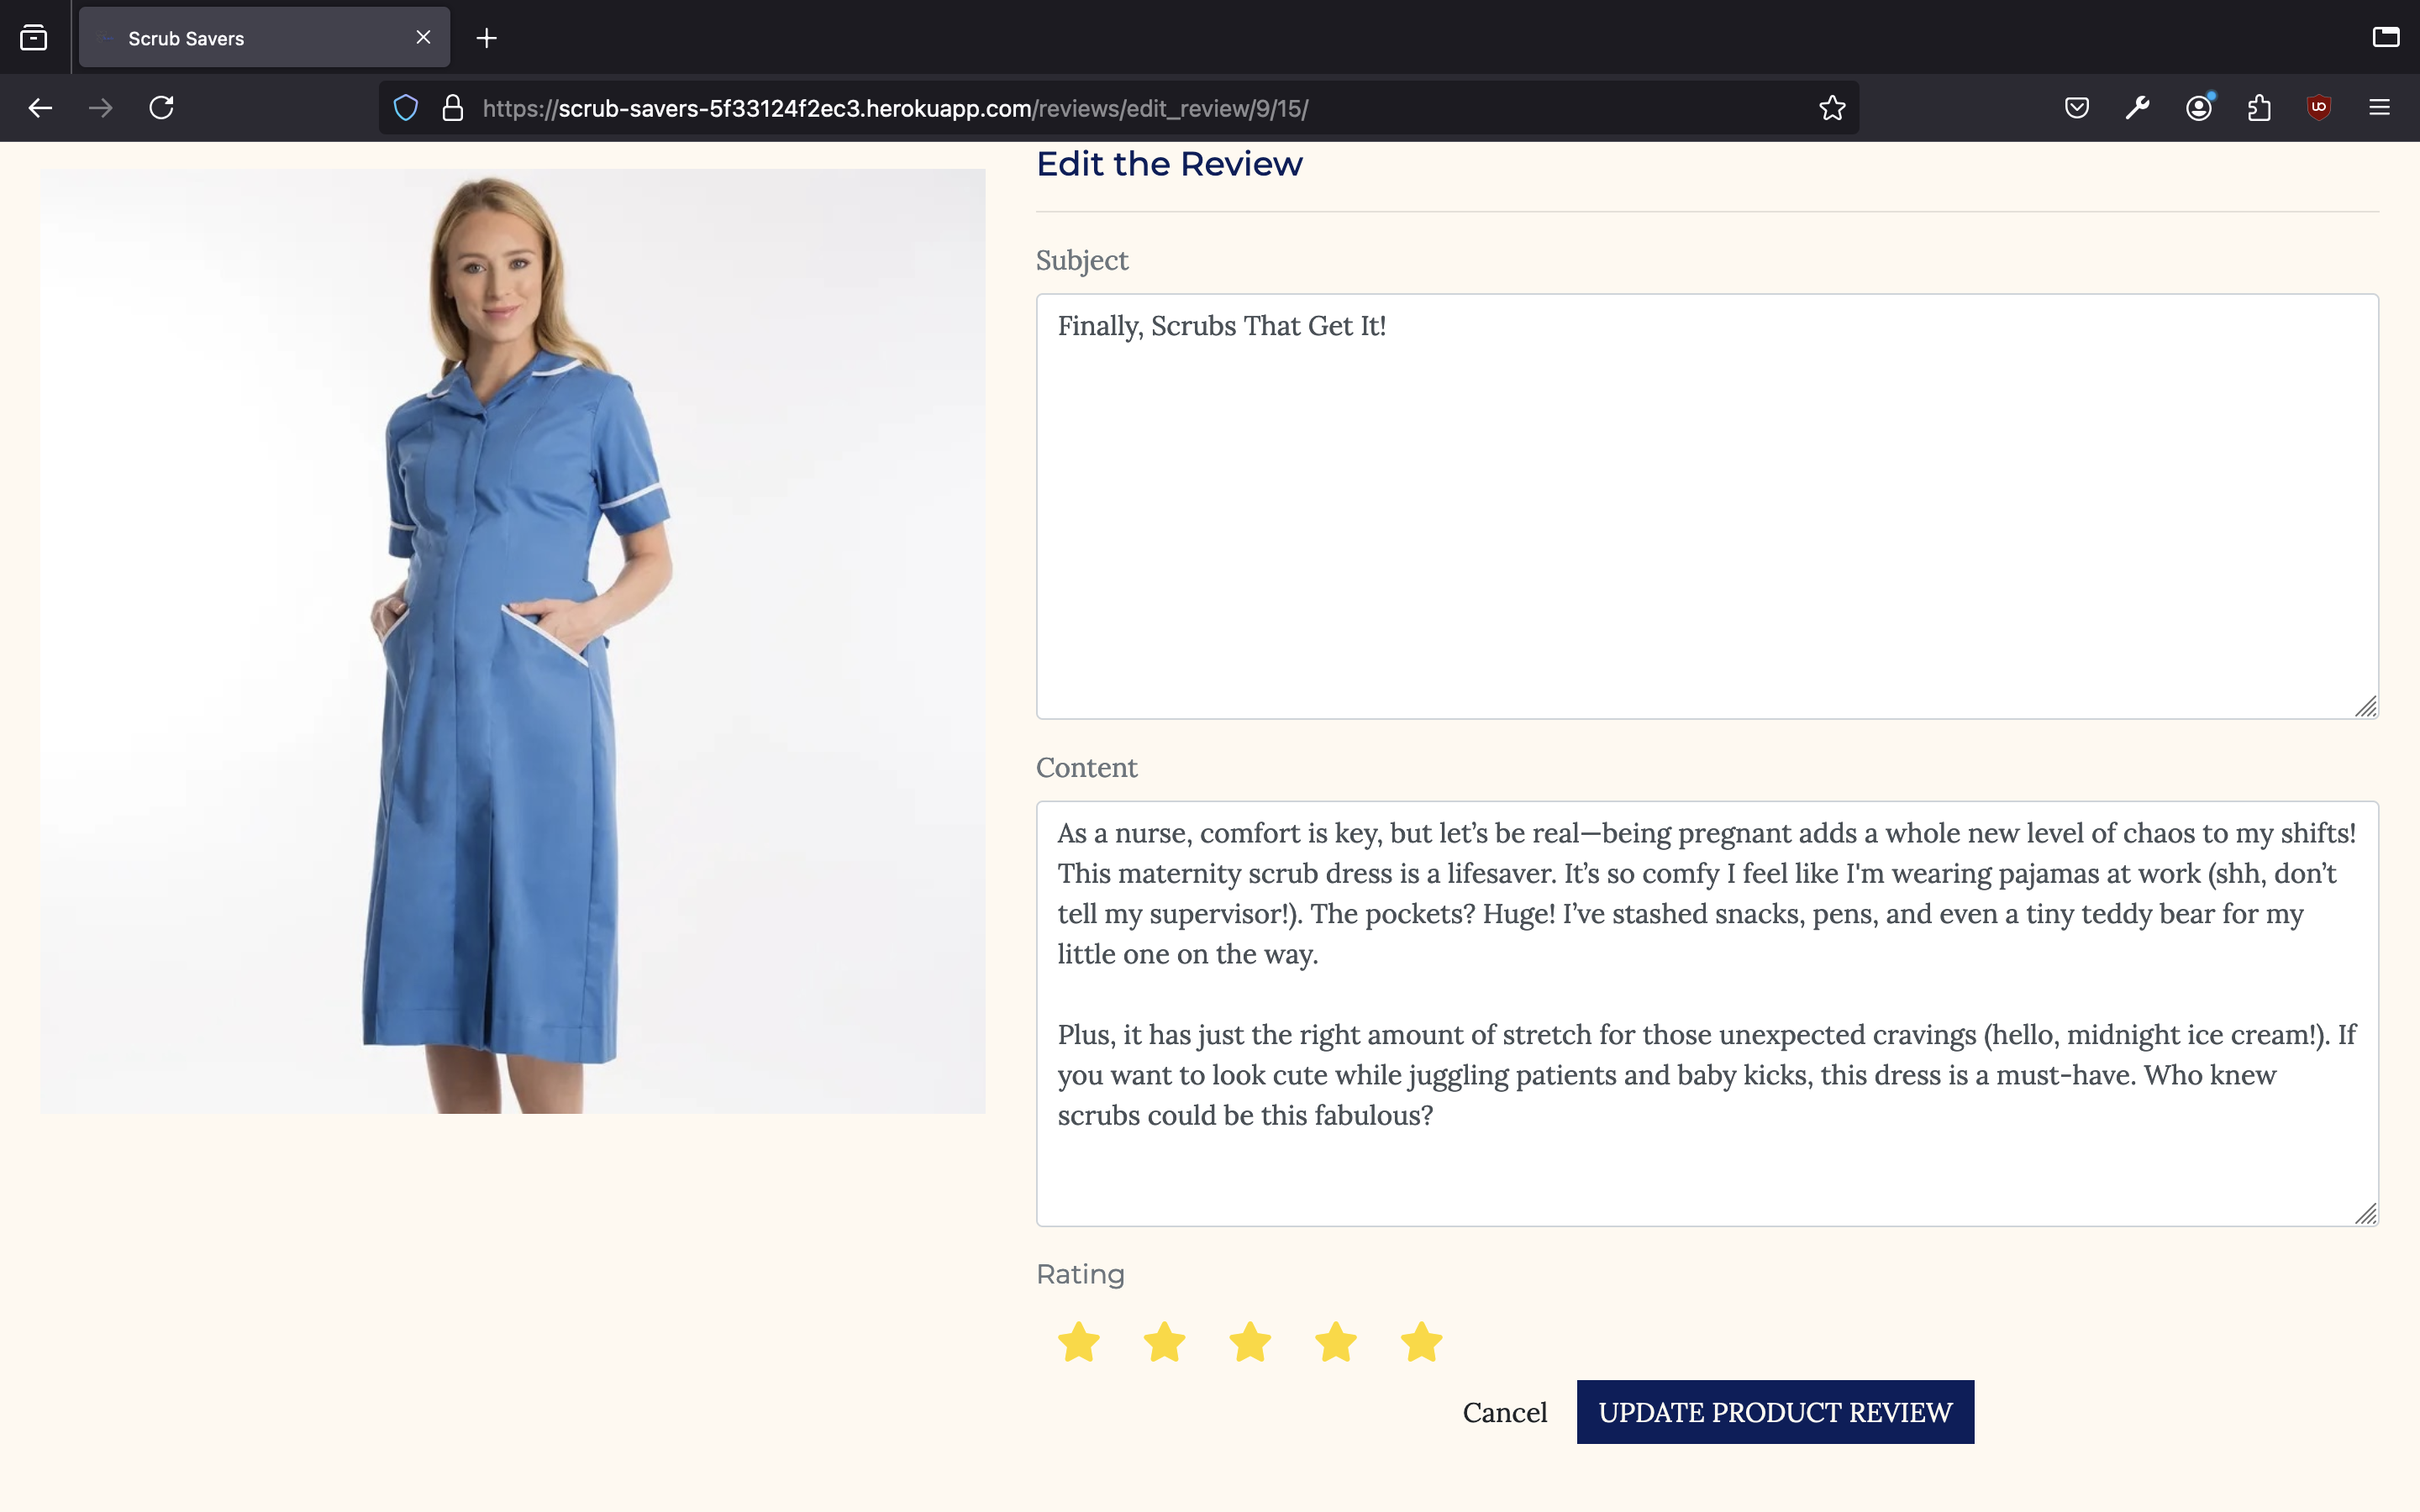 Scrub Savers
https://scrub-savers-5f33124f2ec3.herokuapp.com/reviews/edit_review/9/15/
Edit the Review
Subject
Finally, Scrubs That Get It!
Content
As a nurse, comfort is key, but let’s be real—being pregnant adds a whole new level of chaos to my shifts!
This maternity scrub dress is a lifesaver. It’s so comfy I feel like I'm wearing pajamas at work (shh, don’t
tell my supervisor!). The pockets? Huge! I’ve stashed snacks, pens, and even a tiny teddy bear for my
little one on the way.
Plus, it has just the right amount of stretch for those unexpected cravings (hello, midnight ice cream!). If
you want to look cute while juggling patients and baby kicks, this dress is a must-have. Who knew
scrubs could be this fabulous?
Rating
Cancel
UPDATE PRODUCT REVIEW